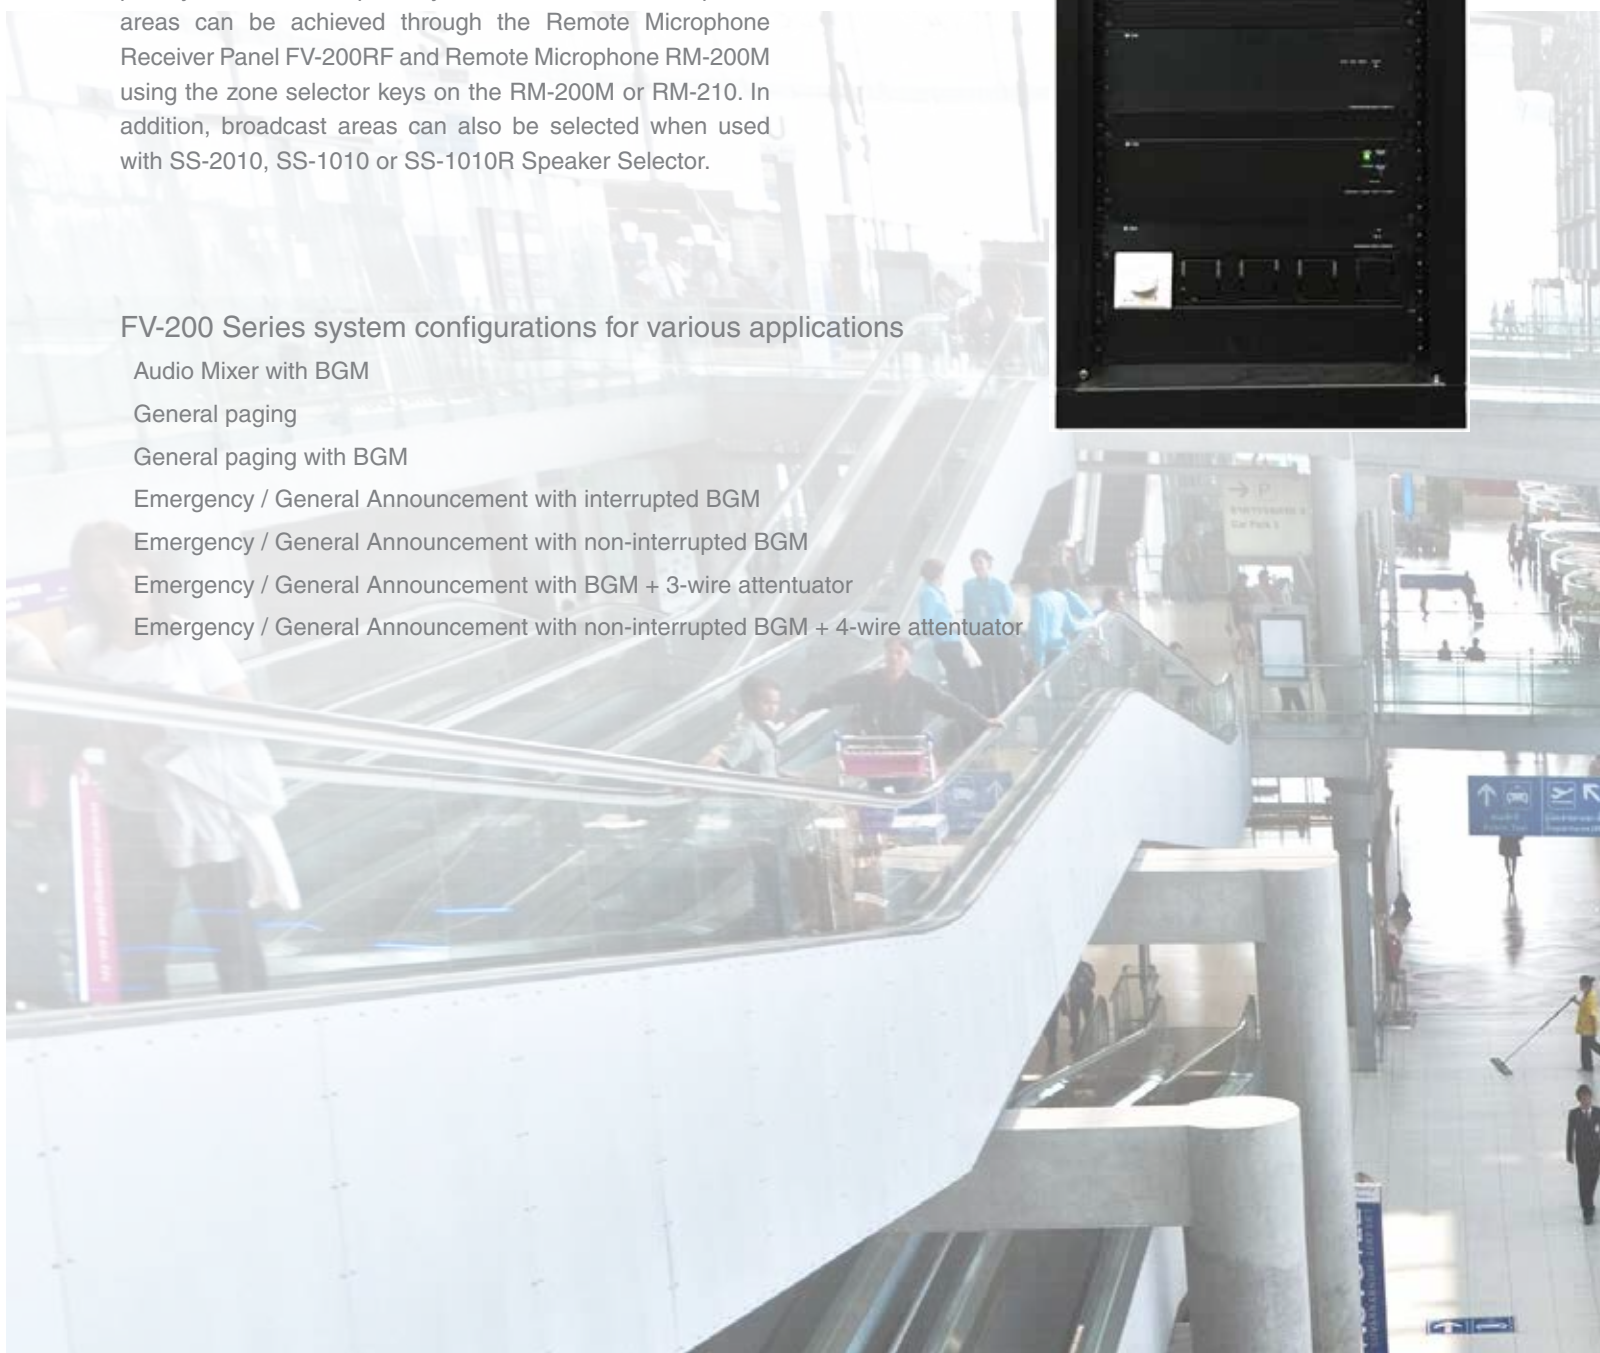 areas can be achieved through the Remote Microphone
Receiver Panel FV-200RF and Remote Microphone RM-200M
using the zone selector keys on the RM-200M or RM-210. In
addition, broadcast areas can also be selected when used
with SS-2010, SS-1010 or SS-1010R Speaker Selector.
FV-200 Series system configurations for various applications
Audio Mixer with BGM
General paging
General paging with BGM
Emergency / General Announcement with interrupted BGM
Emergency / General Announcement with non-interrupted BGM
Emergency / General Announcement with BGM + 3-wire attentuator
Emergency / General Announcement with non-interrupted BGM + 4-wire attentuator
P
Car Park